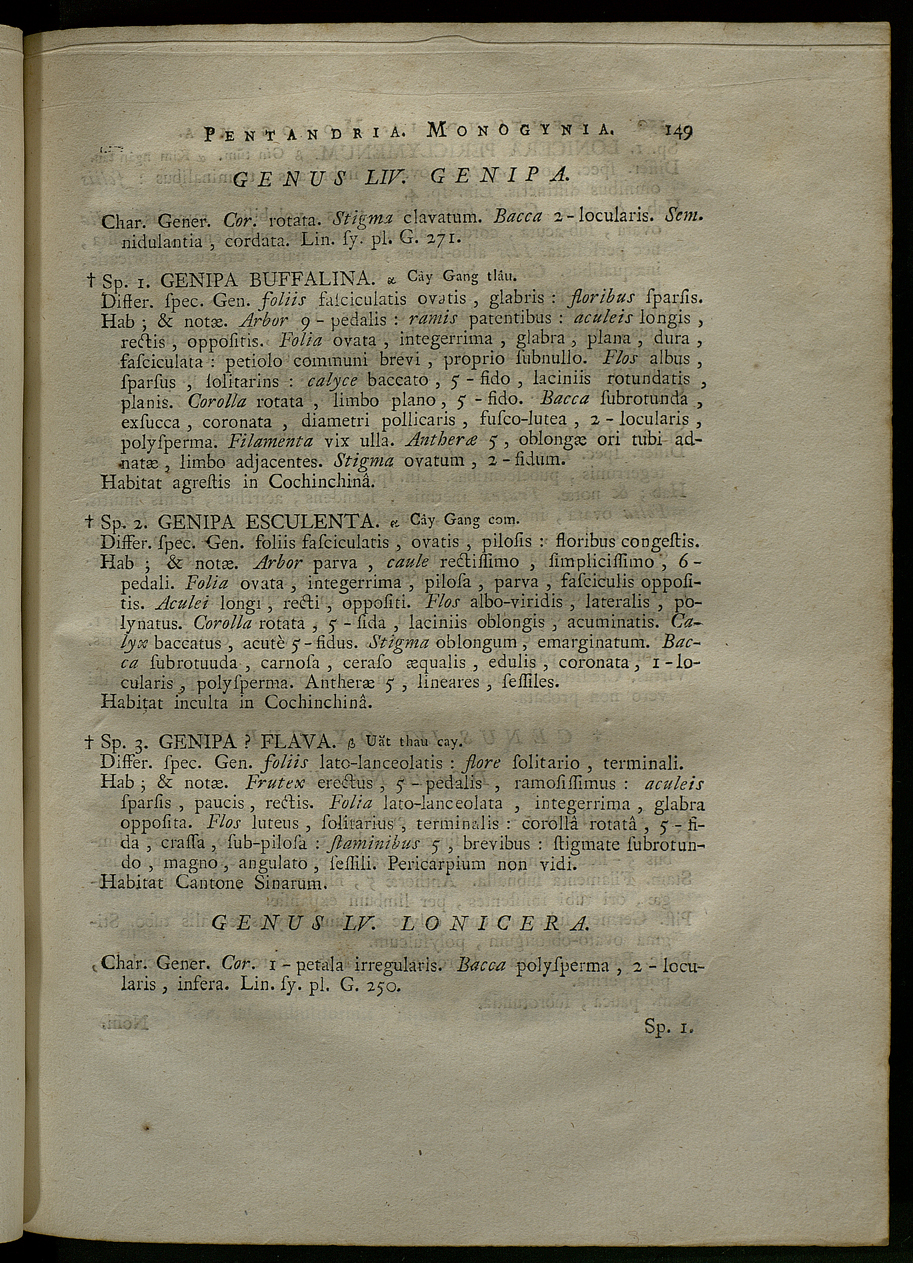 PENTANDRIA. MONOGYNIA. 149
GENUS LIV. GENIPA.
Char. Gener. Cor. rotata. Stigma clavatum. Bacca 2-locularis. Sem.
nidulantia , cordata. Lin. ſy. pl. G. 271.
† Sp. 1. GENIPA BUFFALINA. α Cây Gang tlâu.
Differ. ſpec. Gen. foliis faſciculatis ovatis , glabris : floribus ſparſis.
Hab ; & notæ. Arbor 9-pedalis : ramis patentibus : aculeis longis ,
rectis , oppoſitis. Folia ovata , integerrima , glabra , plana , dura ,
faſciculata : petiolo communi brevi , proprio ſubnullo. Flos albus ,
ſparſus , ſolitarins : calyce baccato , 5-fido , laciniis rotundatis ,
planis. Corolla rotata , limbo plano , 5-fido. Bacca ſubrotunda ,
exſucca , coronata , diametri pollicaris , fuſco-lutea , 2-locularis ,
polyſperma. Filamenta vix ulla. Antheræ 5 , oblongæ ori tubi ad-
natæ , limbo adjacentes. Stigma ovatum , 2-fidum.
Habitat agreſtis in Cochinchinâ.
† Sp. 2. GENIPA ESCULENTA. α Cây Gang com.
Differ. ſpec. Gen. foliis faſcicularis , ovatis , piloſis : floribus congeſtis.
Hab ; & notæ. Arbor parva , caule rectiſſimo , ſimpliciſſimo , 6-
pedali. Folia ovata , integerrima , piloſa , parva , faſciculis oppoſi-
tis. Aculei longi , recti , oppoſiti. Flos albo-viridis , lateralis , po-
lynatus. Corolla rotata , 5-fida , laciniis oblongis , acuminatis. Ca-
lyx baccatus , acutè 5-fidus. Stigma oblongum , emarginatum. Bac-
ca ſubrotuuda , carnoſa , ceraſo æqualis , edulis , coronata , 1-lo-
cularis , polyſperma. Antheræ 5 , lineares , ſeſſiles.
Habitat inculta in Cochinchinâ.
† Sp. 3. GENIPA ? FLAVA. β Uất thau cay.
Differ. ſpec. Gen. foliis lato-lanceolatis : flore ſolitario , terminali.
Hab ; & notæ. Frutex erectus , 5-pedalis , ramoſiſſimus : aculeis
ſparſis , paucis , rectis. Folia lato-lanceolata , integerrima , glabra
oppoſita. Flos luteus , ſolitarius , terminalis : corollâ rotatâ , 5-fi-
da , craſſa , ſub-piloſa : ſtaminibus 5 , brevibus : ſtigmate ſubrotun-
do , magno , angulato , ſeſſili. Pericarpium non vidi.
Habitat Cantone Sinarum.
GENUS LV. LONICERA.
Char. Gener. Cor. 1-petala irregularis. Bacca polyſperma , 2-locu-
laris , infera. Lin. ſy. pl. G. 250.
Sp. 1.